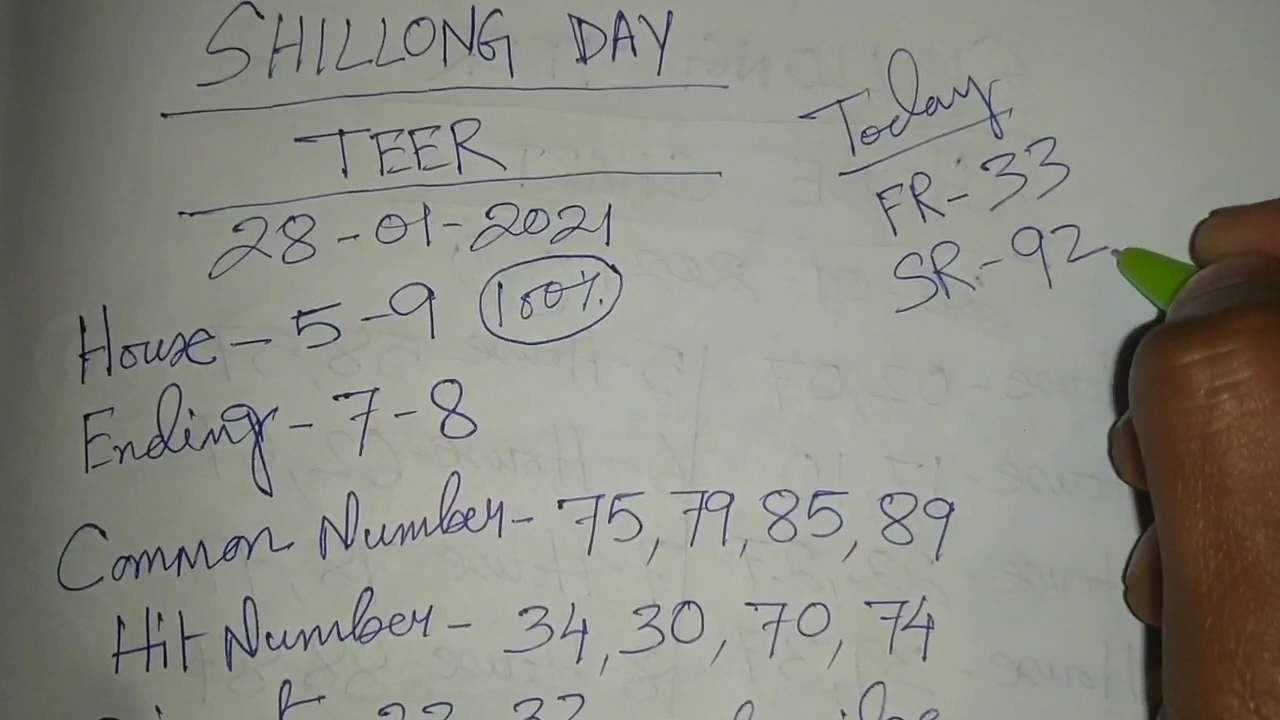 SHILLONG DAY
TEER
28-01-2021
House - 5-9 100%
Ending - 7-8
Common Number - 75, 79, 85, 89
Hit Number - 34, 30, 70, 74
Today
FR - 33
SR - 92